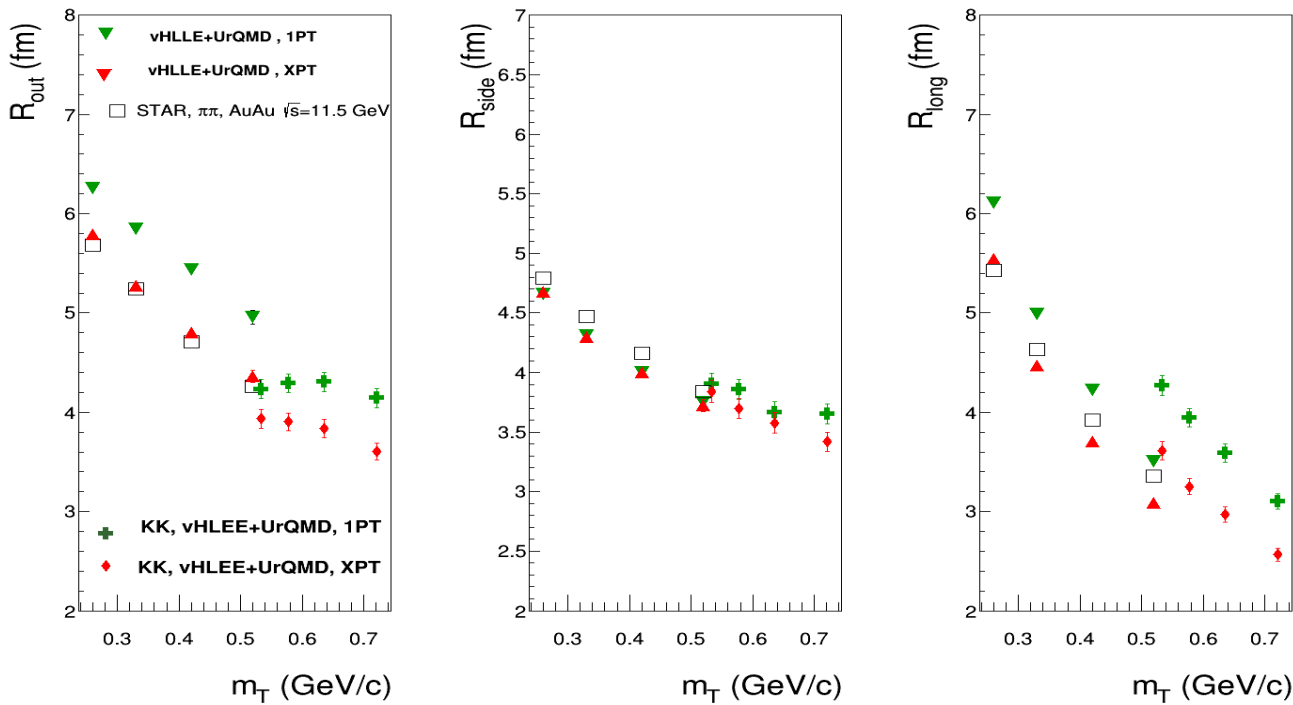 R_out (fm)
8
7
6
5
4
3
2
vHLLE+UrQMD , 1PT
vHLLE+UrQMD , XPT
STAR, ππ, AuAu √s=11.5 GeV
KK, vHLEE+UrQMD, 1PT
KK, vHLEE+UrQMD, XPT
0.3 0.4 0.5 0.6 0.7
m_T (GeV/c)
R_side (fm)
7
6.5
6
5.5
5
4.5
4
3.5
3
2.5
2
0.3 0.4 0.5 0.6 0.7
m_T (GeV/c)
R_long (fm)
8
7
6
5
4
3
2
0.3 0.4 0.5 0.6 0.7
m_T (GeV/c)